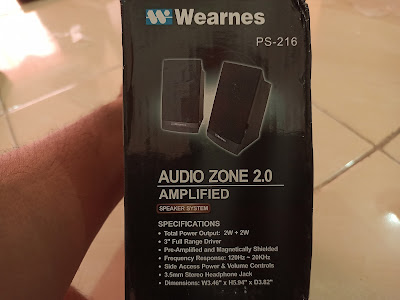 Wearnes
PS-216
AUDIO ZONE 2.0
AMPLIFIED
SPEAKER SYSTEM
SPECIFICATIONS
• Total Power Output: 2W + 2W
• 3" Full Range Driver
• Pre-Amplified and Magnetically Shielded
• Frequency Response: 120Hz ~ 20KHz
• Side Access Power & Volume Controls
• 3.5mm Stereo Headphone Jack
• Dimensions: W3.46" x H5.94" x D3.82"